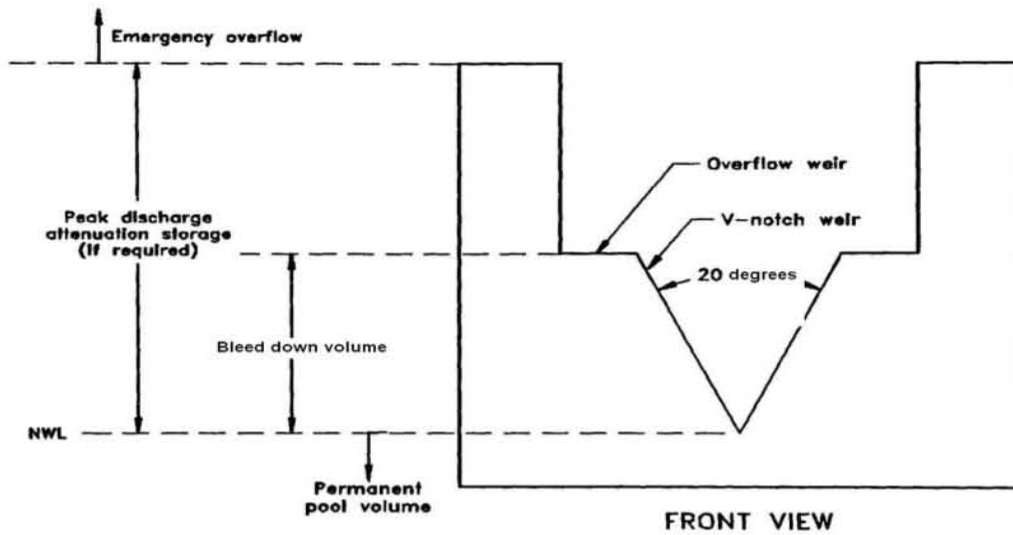 Emergency overflow
Overflow weir
Peak discharge
attenuation storage
(if required)
V-notch weir
20 degrees
Bleed down volume
NWL
Permanent
pool volume
FRONT VIEW